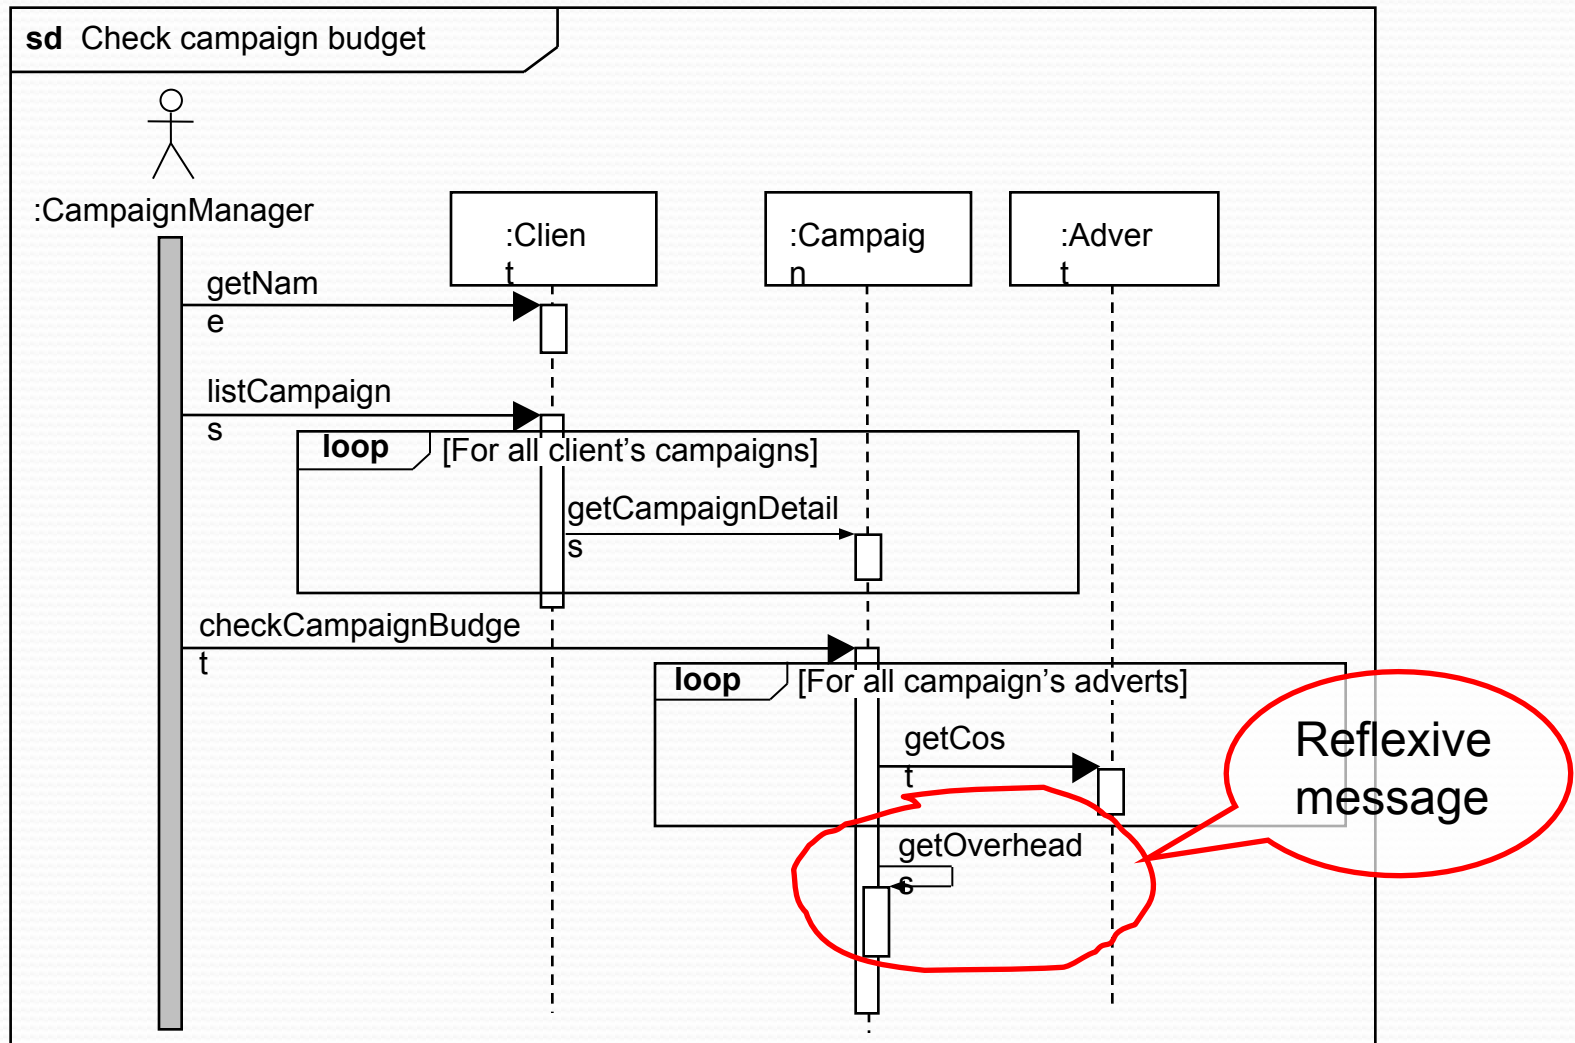 sd Check campaign budget
:CampaignManager
:Clien
t
:Campaig
n
:Adver
t
getNam
e
listCampaign
s
loop [For all client’s campaigns]
getCampaignDetail
s
checkCampaignBudge
t
loop [For all campaign’s adverts]
getCos
t
Reflexive
message
getOverhead
s